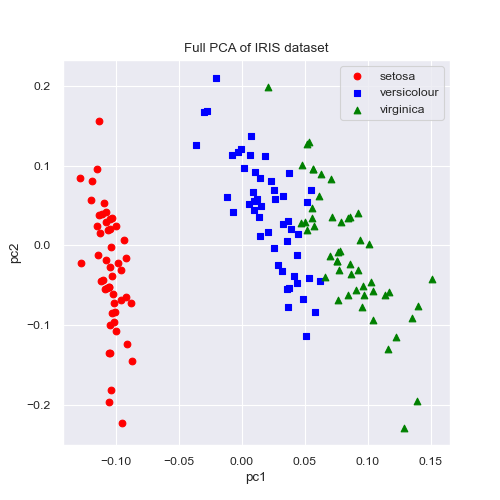 Full PCA of IRIS dataset
setosa
versicolour
virginica
0.2
0.1
0.0
−0.1
−0.2
pc2
−0.10
−0.05
0.00
0.05
0.10
0.15
pc1